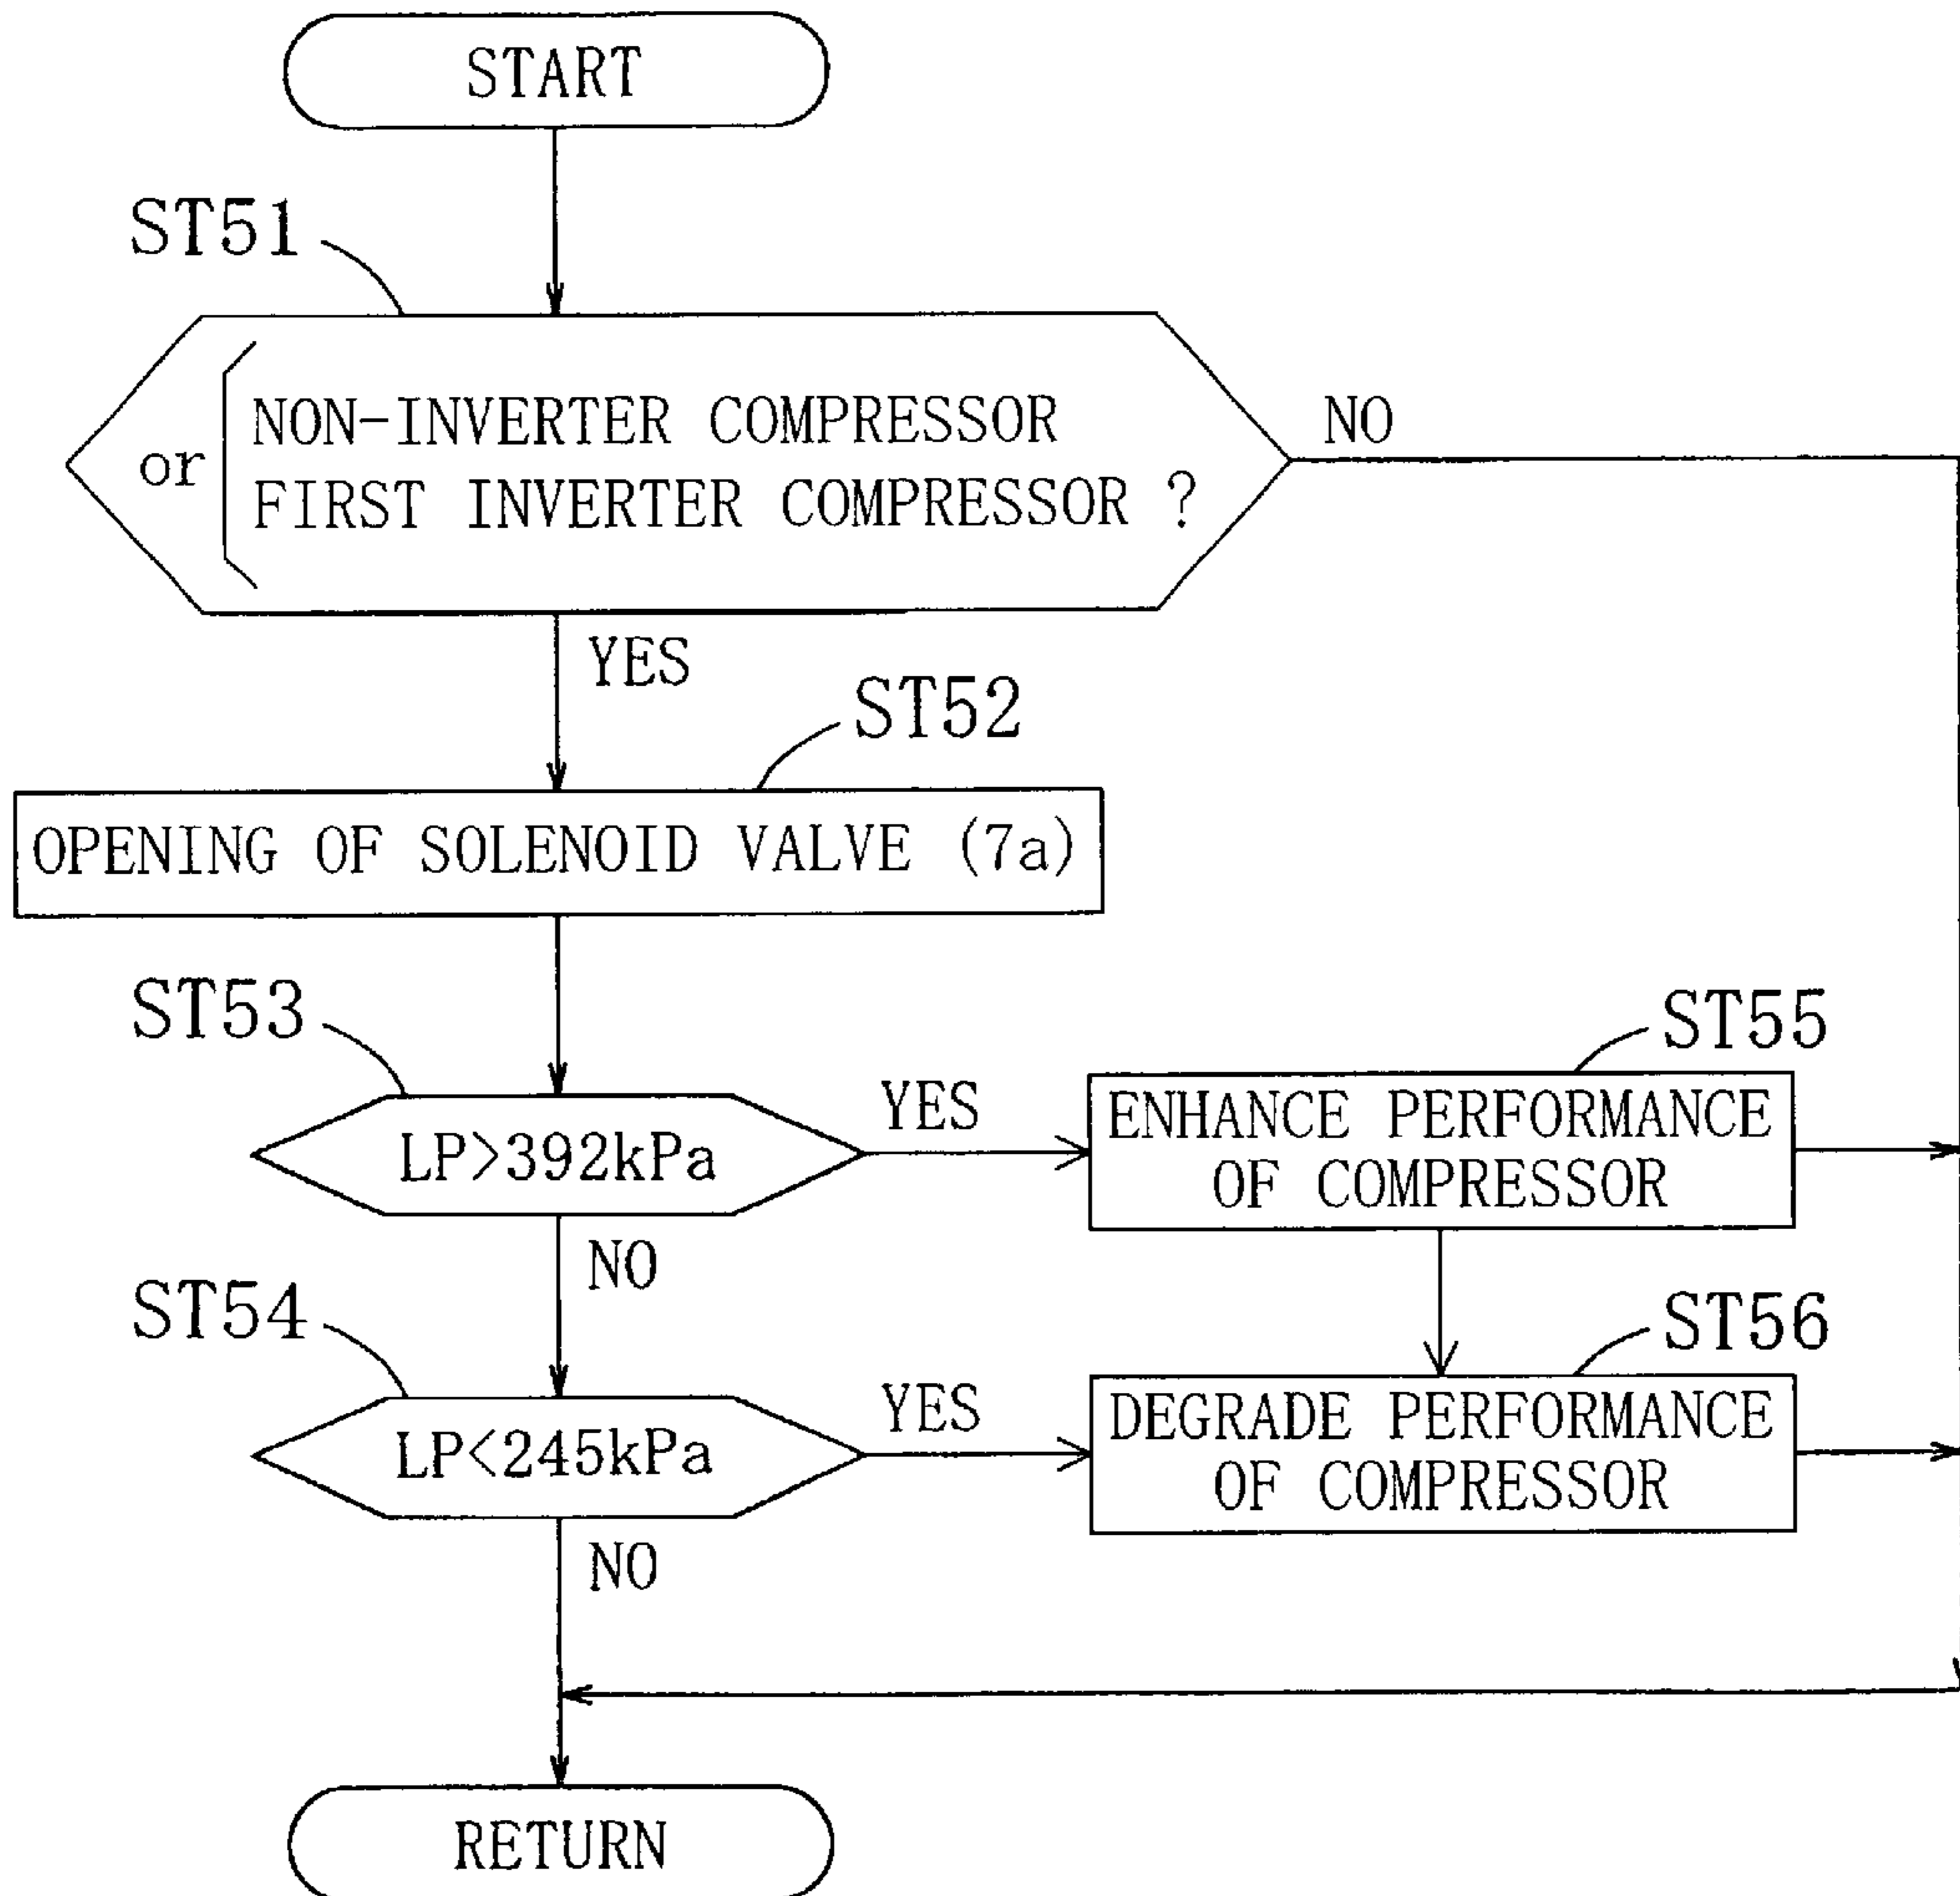 START
ST51
or
NON-INVERTER COMPRESSOR
FIRST INVERTER COMPRESSOR ?
NO
YES
ST52
OPENING OF SOLENOID VALVE (7a)
ST53
LP>392kPa
YES
ST55
ENHANCE PERFORMANCE
OF COMPRESSOR
NO
ST54
LP<245kPa
YES
ST56
DEGRADE PERFORMANCE
OF COMPRESSOR
NO
RETURN